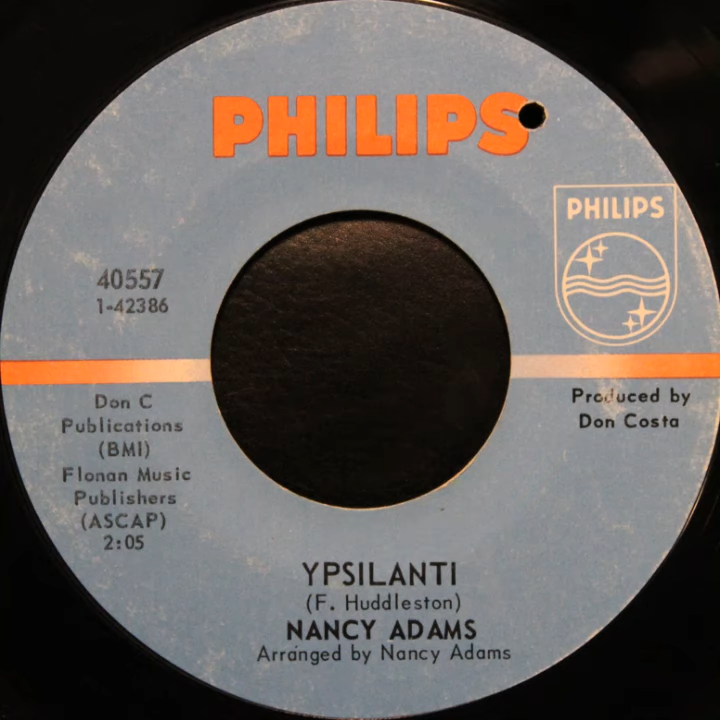 PHILIPS
PHILIPS
40557
1-42386
Don C
Publications
(BMI)
Flonan Music
Publishers
(ASCAP)
2:05
Produced by
Don Costa
YPSILANTI
(F. Huddleston)
NANCY ADAMS
Arranged by Nancy Adams